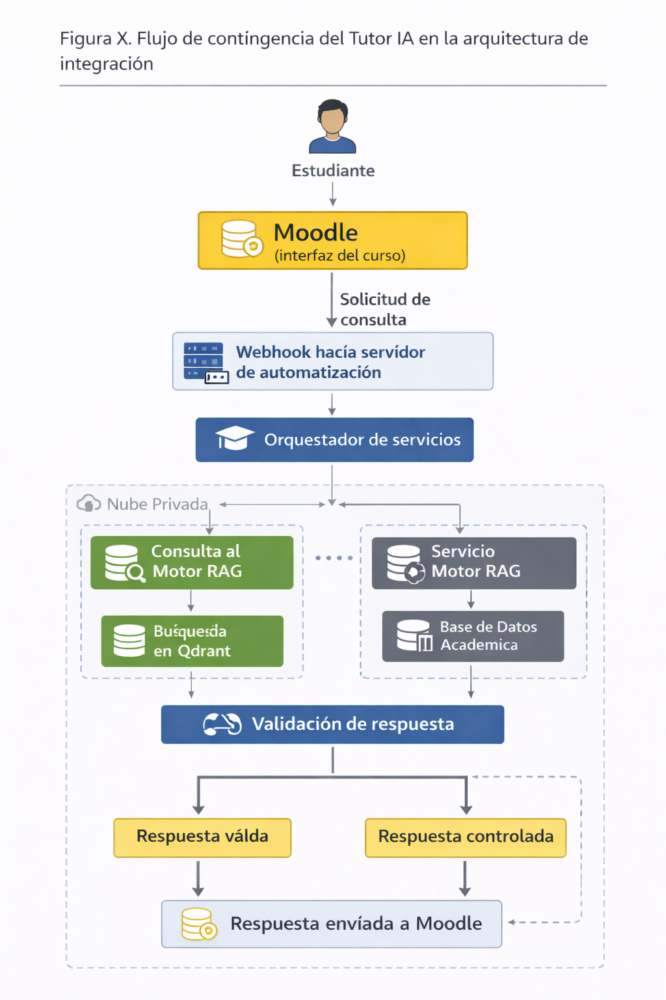 Figura X. Flujo de contíngencia del Tutor IA en la arquitectura de
integración
Estudiante
Moodle
(interfaz del curso)
Solicitud de
consulta
Webhook hacía servídor
de automatización
Orquestador de servicios
Nube Privada
Consulta al
Motor RAG
Servicio
Motor RAG
en Qdrant
Base de Datos
Academica
Validación de respuesta
Respuesta válda
Respuesta controlada
Respuesta envíada a Moodle